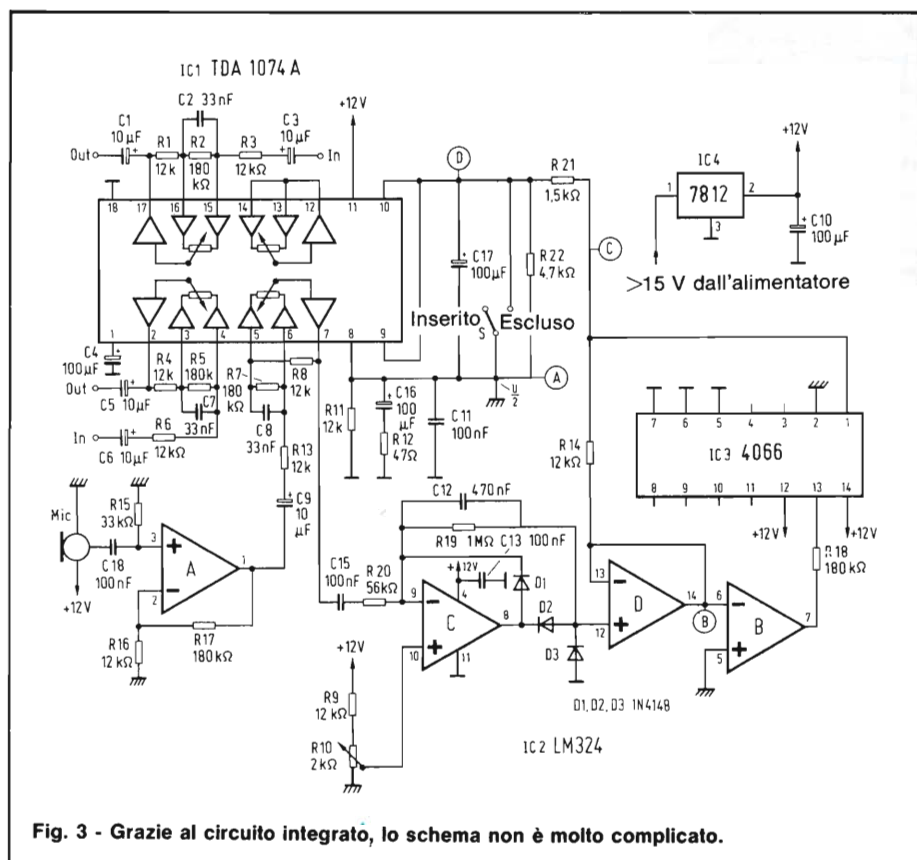 IC1 TDA 1074 A
C2 33nF
+12V
C1
10µF
+
Out
R1
12k
R2
180
kΩ
R3
12kΩ
C3
10µF
+
In
18
17
16
15
14
13
12
11
10
1
2
3
4
5
6
7
8
9
C4
100µF
+
Out
C5 10µF
+
R4
12k
R5
180k
C7
33nF
In
C6 10µF
+
R6
12kΩ
R7
180
kΩ
R8
12k
C8
33nF
R13
12k
C9
10
µF
+
D
R21
1,5kΩ
C17
100µF
+
R22
4,7kΩ
C
Inserito
S
Escluso
A
U/2
R11
12k
C16
100
µF
+
R12
47Ω
C11
100nF
IC4
7812
1
2
3
+12V
C10
100µF
+
>15 V dall'alimentatore
R14
12kΩ
7
6
5
4
3
2
1
IC3 4066
8
9
10
11
12
13
14
+12V
+12V
R18
180kΩ
Mic
R15
33kΩ
C18
100nF
+12V
3
+
A
1
2
−
R16
12kΩ
R17
180kΩ
C12
470nF
R19
1MΩ
C13 100nF
12V
C15
100nF
R20
56kΩ
9
−
4
C
8
10
+
11
D1
D2
D3
R9
12kΩ
R10
2kΩ
13
−
D
14
12
+
B
6
−
B
7
5
+
D1, D2, D3 1N4148
IC2 LM324
Fig. 3 - Grazie al circuito integrato, lo schema non è molto complicato.